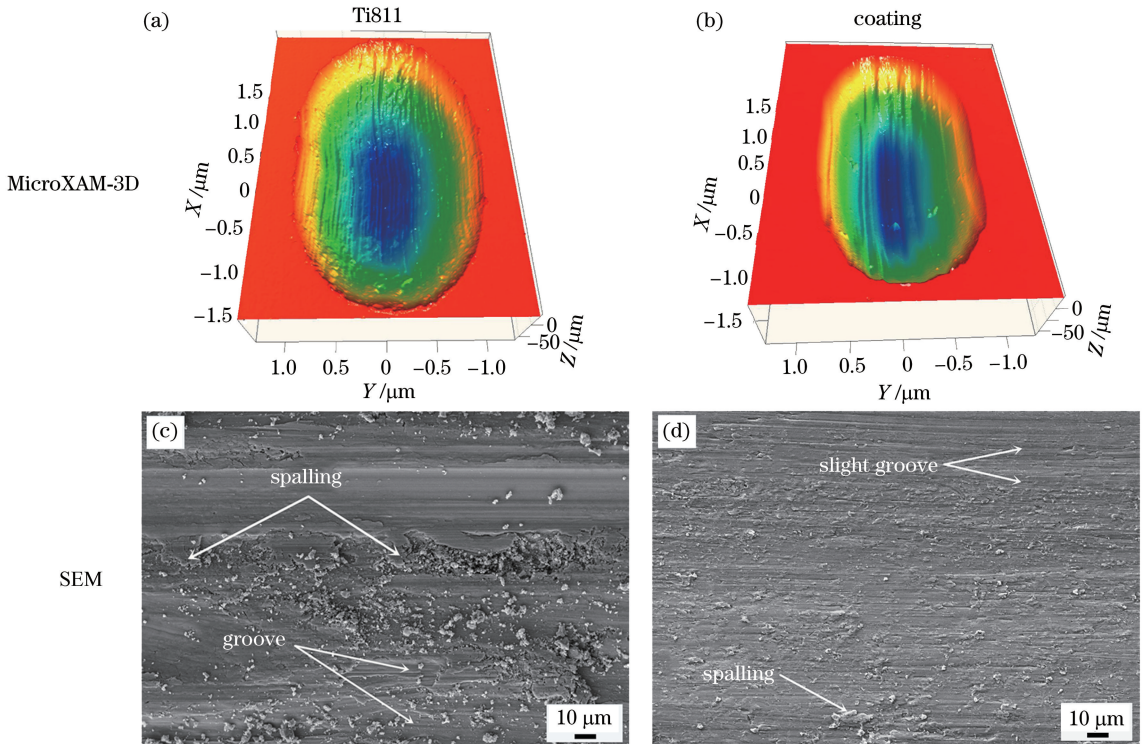 (a)
Ti811
(b)
coating
MicroXAM-3D
X /μm
1.5
1.0
0.5
0
−0.5
−1.0
−1.5
1.0
0.5
0
−0.5
−1.0
Y /μm
0
−50
Z /μm
X /μm
1.5
1.0
0.5
0
−0.5
−1.0
−1.5
1.0
0.5
0
−0.5
−1.0
Y /μm
0
−50
Z /μm
SEM
(c)
spalling
groove
10 μm
(d)
slight groove
spalling
10 μm